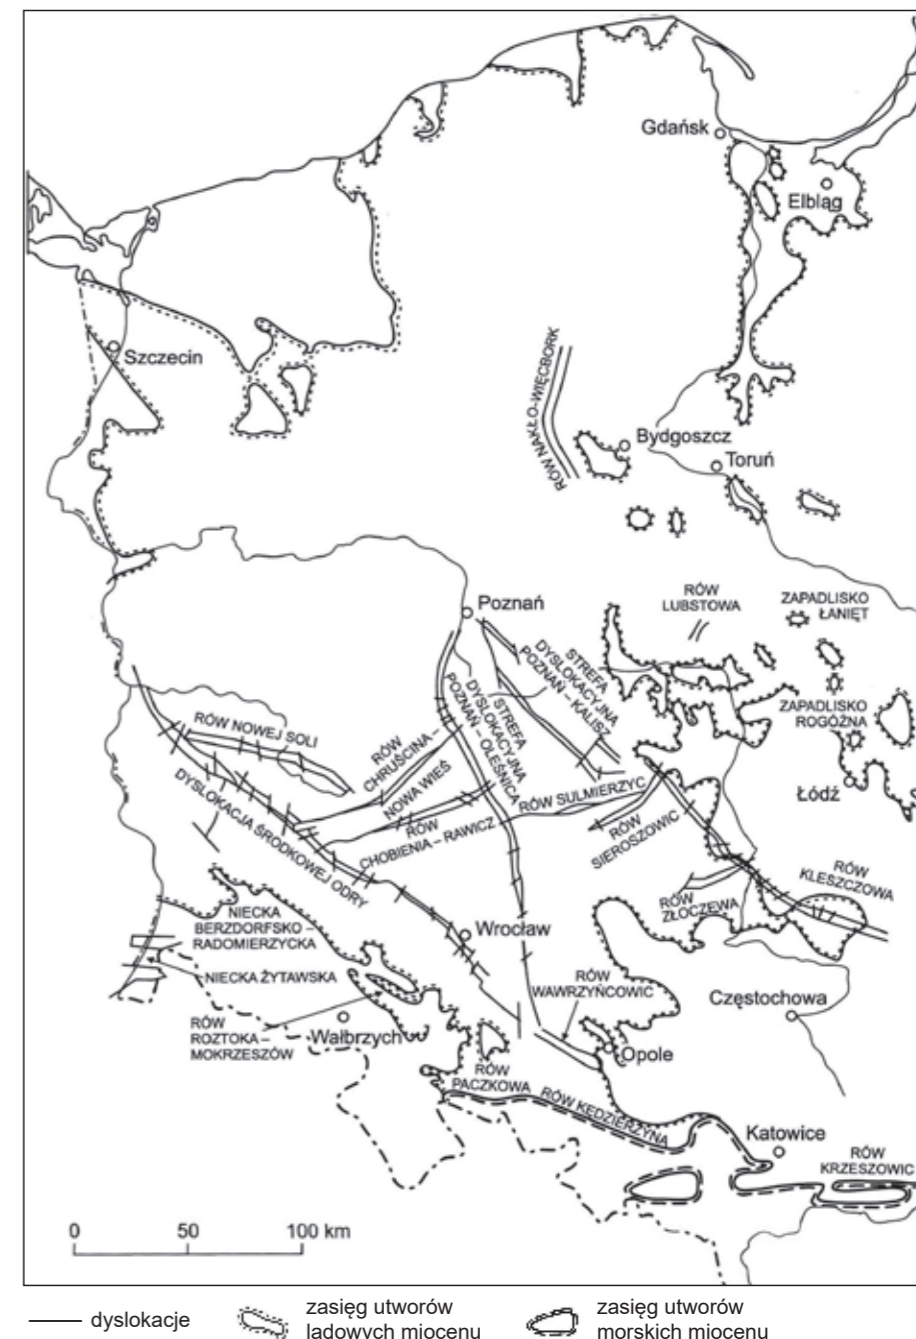 Gdańsk
Elbląg
Szczecin
RÓW NAKŁO-WIĘCBORK
Bydgoszcz
Toruń
RÓW
LUBSTOWA
ZAPADLISKO
ŁANIĘT
Poznań
STREFA
DYSLOKACYJNA
POZNAŃ – KALISZ
STREFA
DYSLOKACYJNA
POZNAŃ – OLEŚNICA
ZAPADLISKO
ROGÓŹNA
RÓW NOWEJ SOLI
RÓW
CHRUŚCINA –
NOWA WIEŚ
Łódź
DYSLOKACJA ŚRODKOWEJ ODRY
RÓW
CHOBIENIA – RAWICZ
RÓW SULMIERZYC
RÓW
SIEROSZOWIC
RÓW
KLESZCZOWA
RÓW
ZŁOCZEWA
NIECKA
BERZDORFSKO –
RADOMIERZYCKA
Wrocław
NIECKA ŻYTAWSKA
RÓW
WAWRZYŃCOWIC
Częstochowa
RÓW
ROZTOKA –
MOKRZESZÓW
Wałbrzych
Opole
RÓW
PACZKOWA
RÓW KĘDZIERZYNA
Katowice
RÓW
KRZESZOWIC
0 50 100 km
dyslokacje
zasięg utworów
lądowych miocenu
zasięg utworów
morskich miocenu